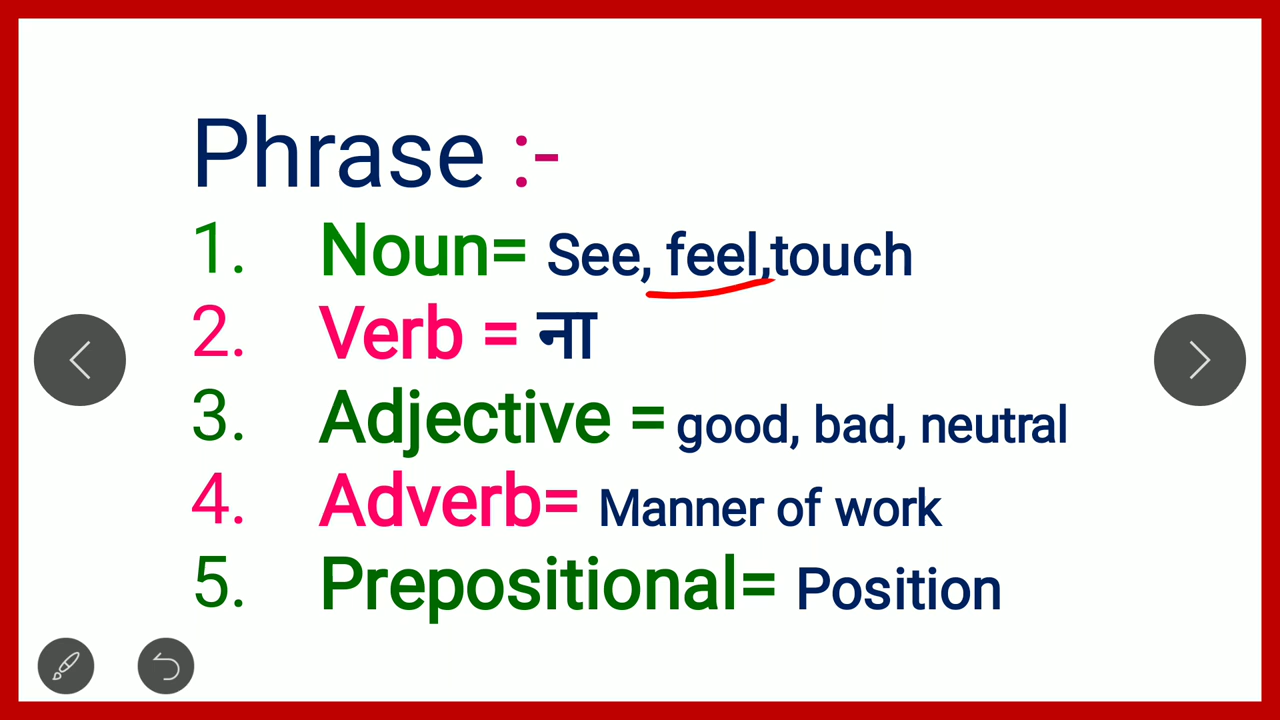 Phrase :-
1. Noun= See, feel,touch
2. Verb = ना
3. Adjective = good, bad, neutral
4. Adverb= Manner of work
5. Prepositional= Position